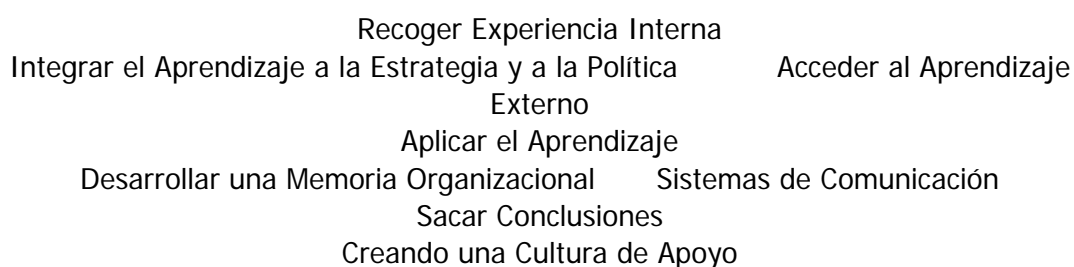 Recoger Experiencia Interna
Integrar el Aprendizaje a la Estrategia y a la Política Acceder al Aprendizaje
Externo
Aplicar el Aprendizaje
Desarrollar una Memoria Organizacional Sistemas de Comunicación
Sacar Conclusiones
Creando una Cultura de Apoyo